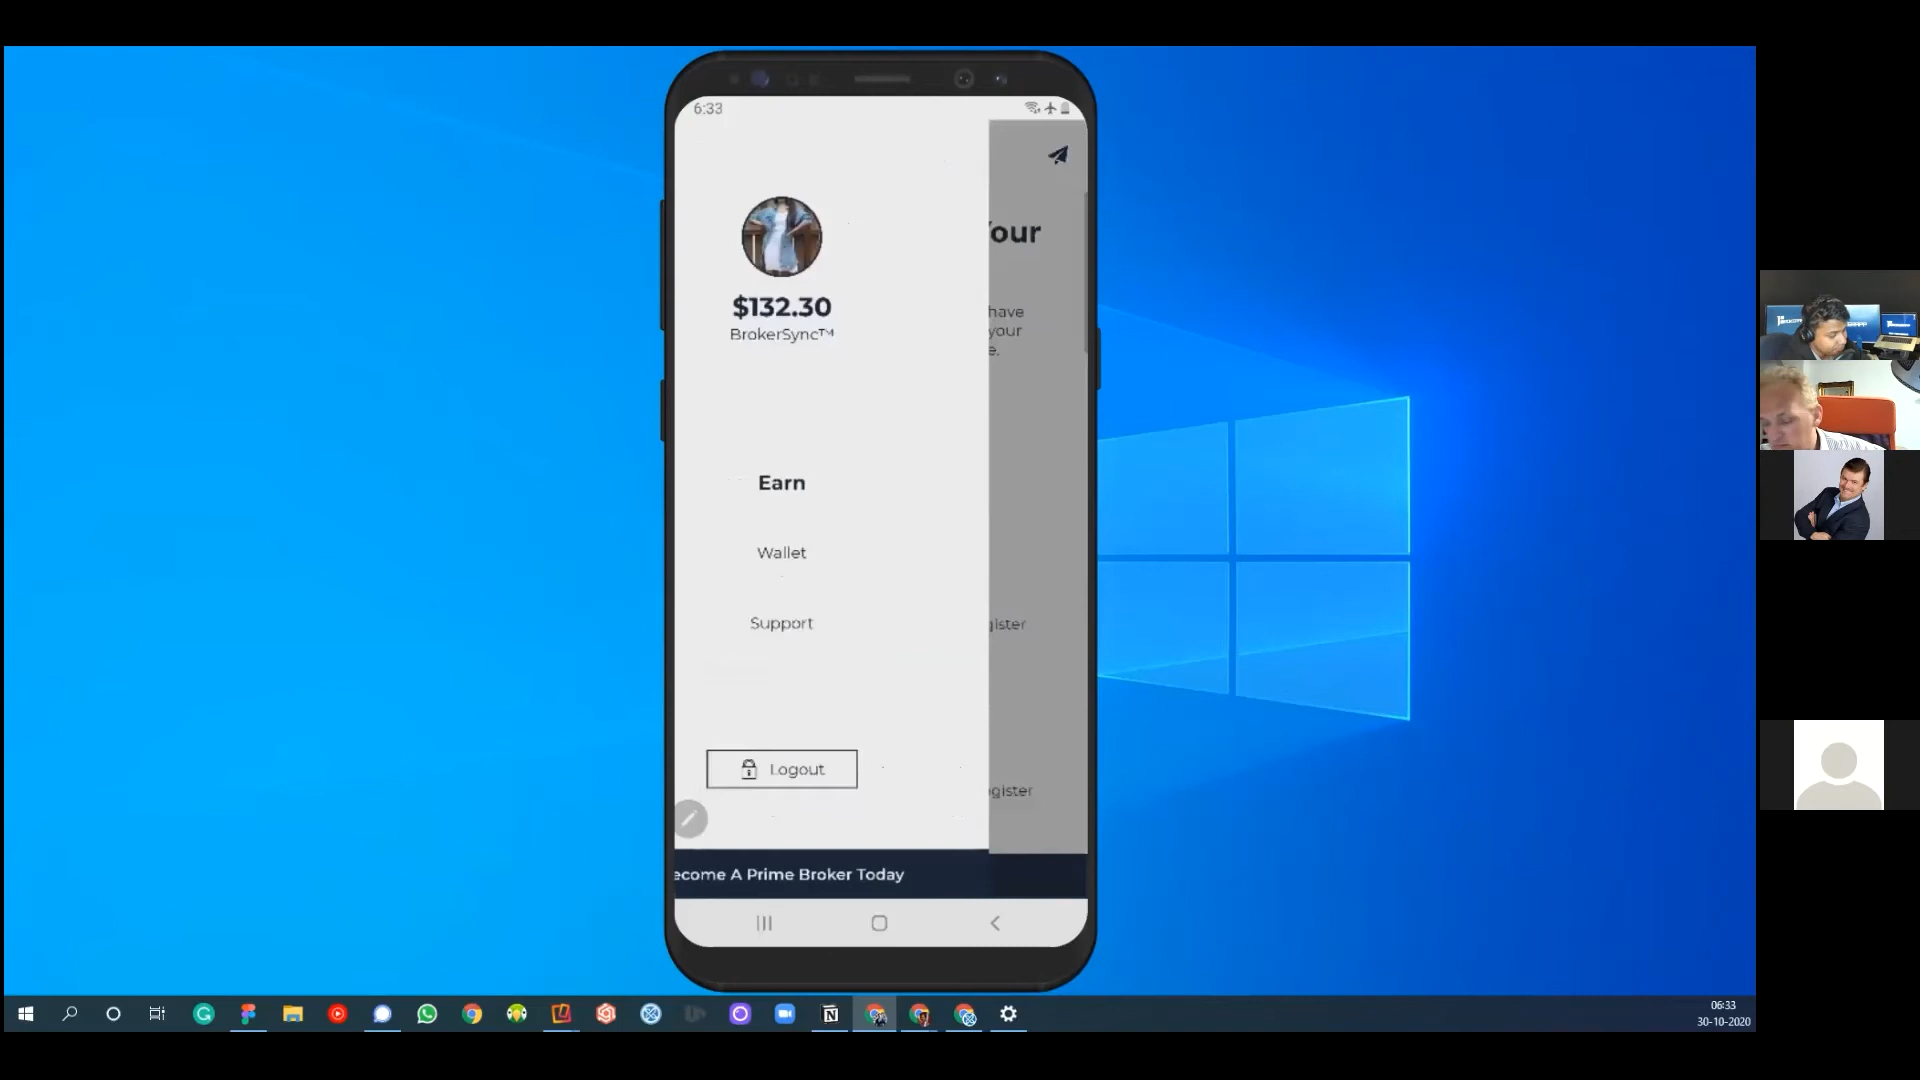 6:33
Your
$132.30
BrokerSync™
have
your
e.
Earn
Wallet
Support
gister
Logout
gister
ecome A Prime Broker Today
06:33
30-10-2020